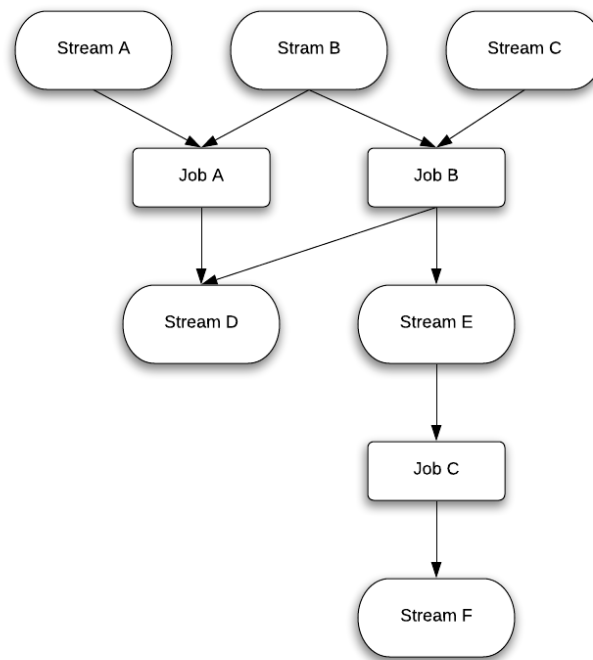 Stream A
Stram B
Stream C
Job A
Job B
Stream D
Stream E
Job C
Stream F